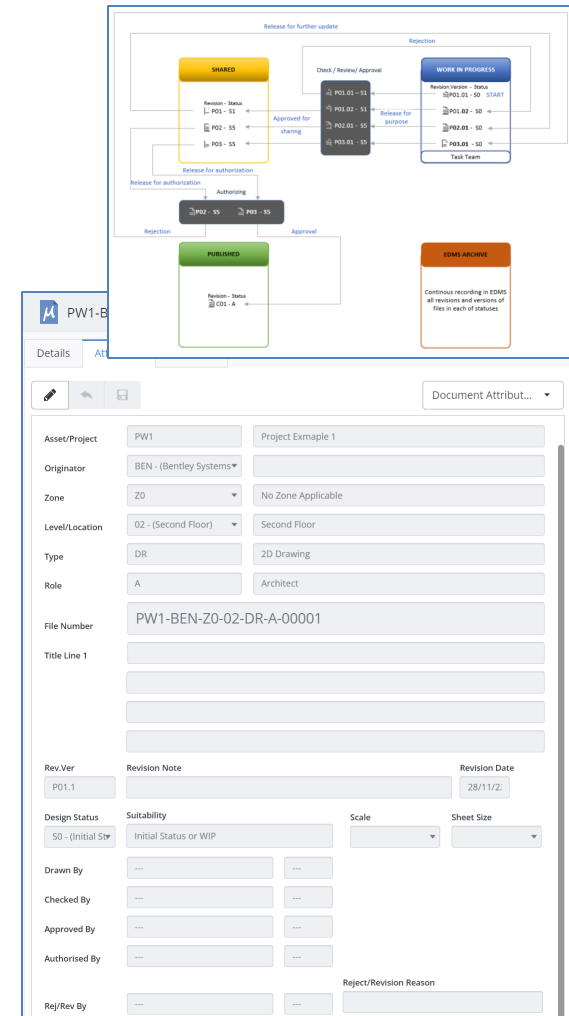 Release for further update
Rejection
SHARED
Check / Review/ Approval
WORK IN PROGRESS
Revision - Status
P01 - S1
P02 - S5
P03 - S5
Approved for
sharing
P01.01 – S1
P01.02 - S1
P02.01 - S5
P03.01 - S5
Release for
purpose
Revision.Version - Status
P01.01 - S0 START
P01.02 - S0
P02.01 - S0
P03.01 - S0
Task Team
Release for authorization
Release for authorization
Authorizing
P02 - S5 P03 - S5
Rejection
Approval
PUBLISHED
Revision - Status
C01 - A
EDMS ARCHIVE
Continous recording in EDMS
all revisions and versions of
files in each of statuses
PW1-B
Details
Att
Document Attribut...
Asset/Project PW1 Project Exmaple 1
Originator BEN - (Bentley Systems
Zone Z0 No Zone Applicable
Level/Location 02 - (Second Floor) Second Floor
Type DR 2D Drawing
Role A Architect
File Number PW1-BEN-Z0-02-DR-A-00001
Title Line 1
Rev.Ver Revision Note Revision Date
P01.1 28/11/2
Design Status Suitability Scale Sheet Size
S0 - (Initial St Initial Status or WIP
Drawn By --- ---
Checked By --- ---
Approved By --- ---
Authorised By --- ---
Reject/Revision Reason
Rej/Rev By --- ---